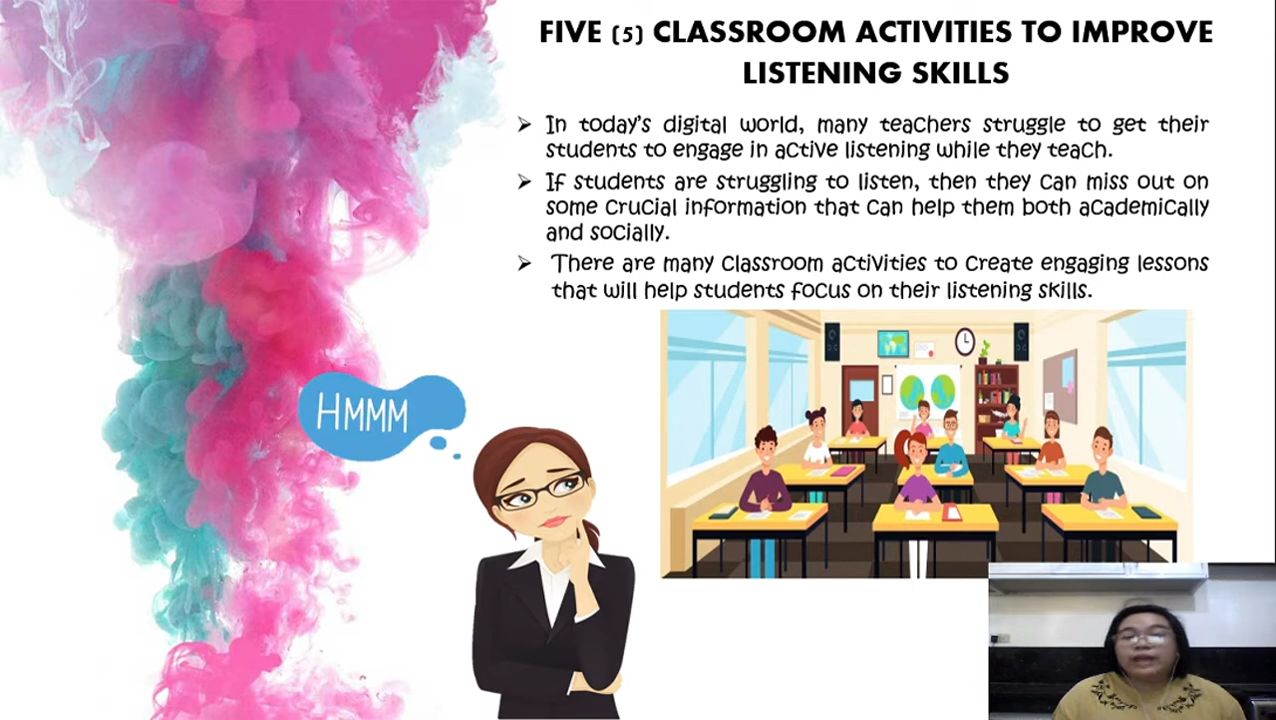 FIVE (5) CLASSROOM ACTIVITIES TO IMPROVE
LISTENING SKILLS
➢ In today's digital world, many teachers struggle to get their
students to engage in active listening while they teach.
➢ If students are struggling to listen, then they can miss out on
some crucial information that can help them both academically
and socially.
➢ There are many classroom activities to create engaging lessons
that will help students focus on their listening skills.
HMMM